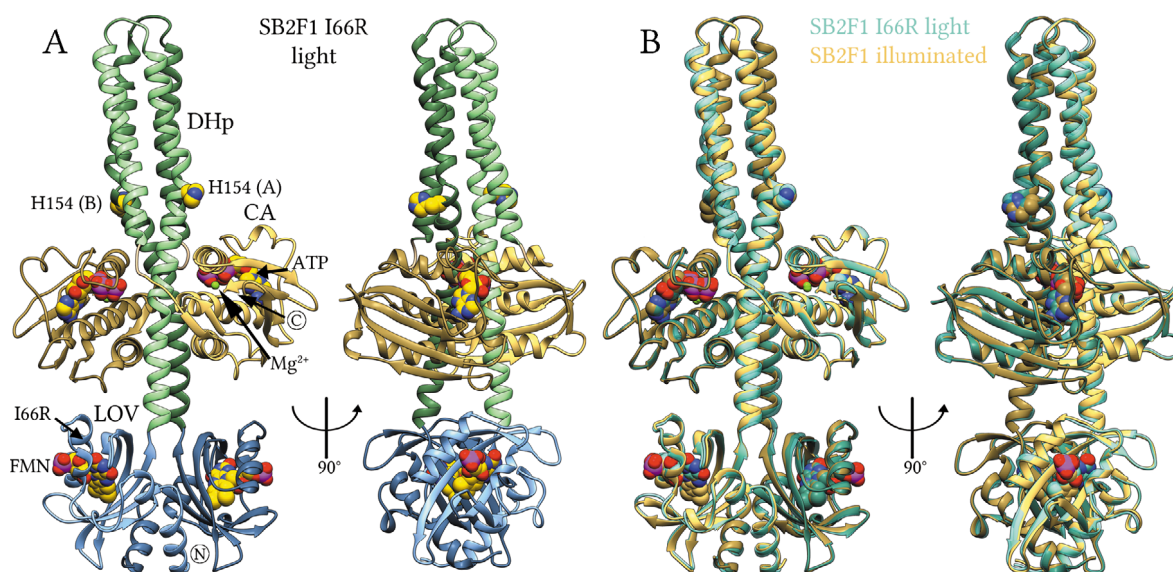 A
SB2F1 I66R
light
DHp
H154 (A)
H154 (B)
CA
ATP
C
Mg²⁺
I66R
LOV
FMN
90°
N
B
SB2F1 I66R light
SB2F1 illuminated
90°